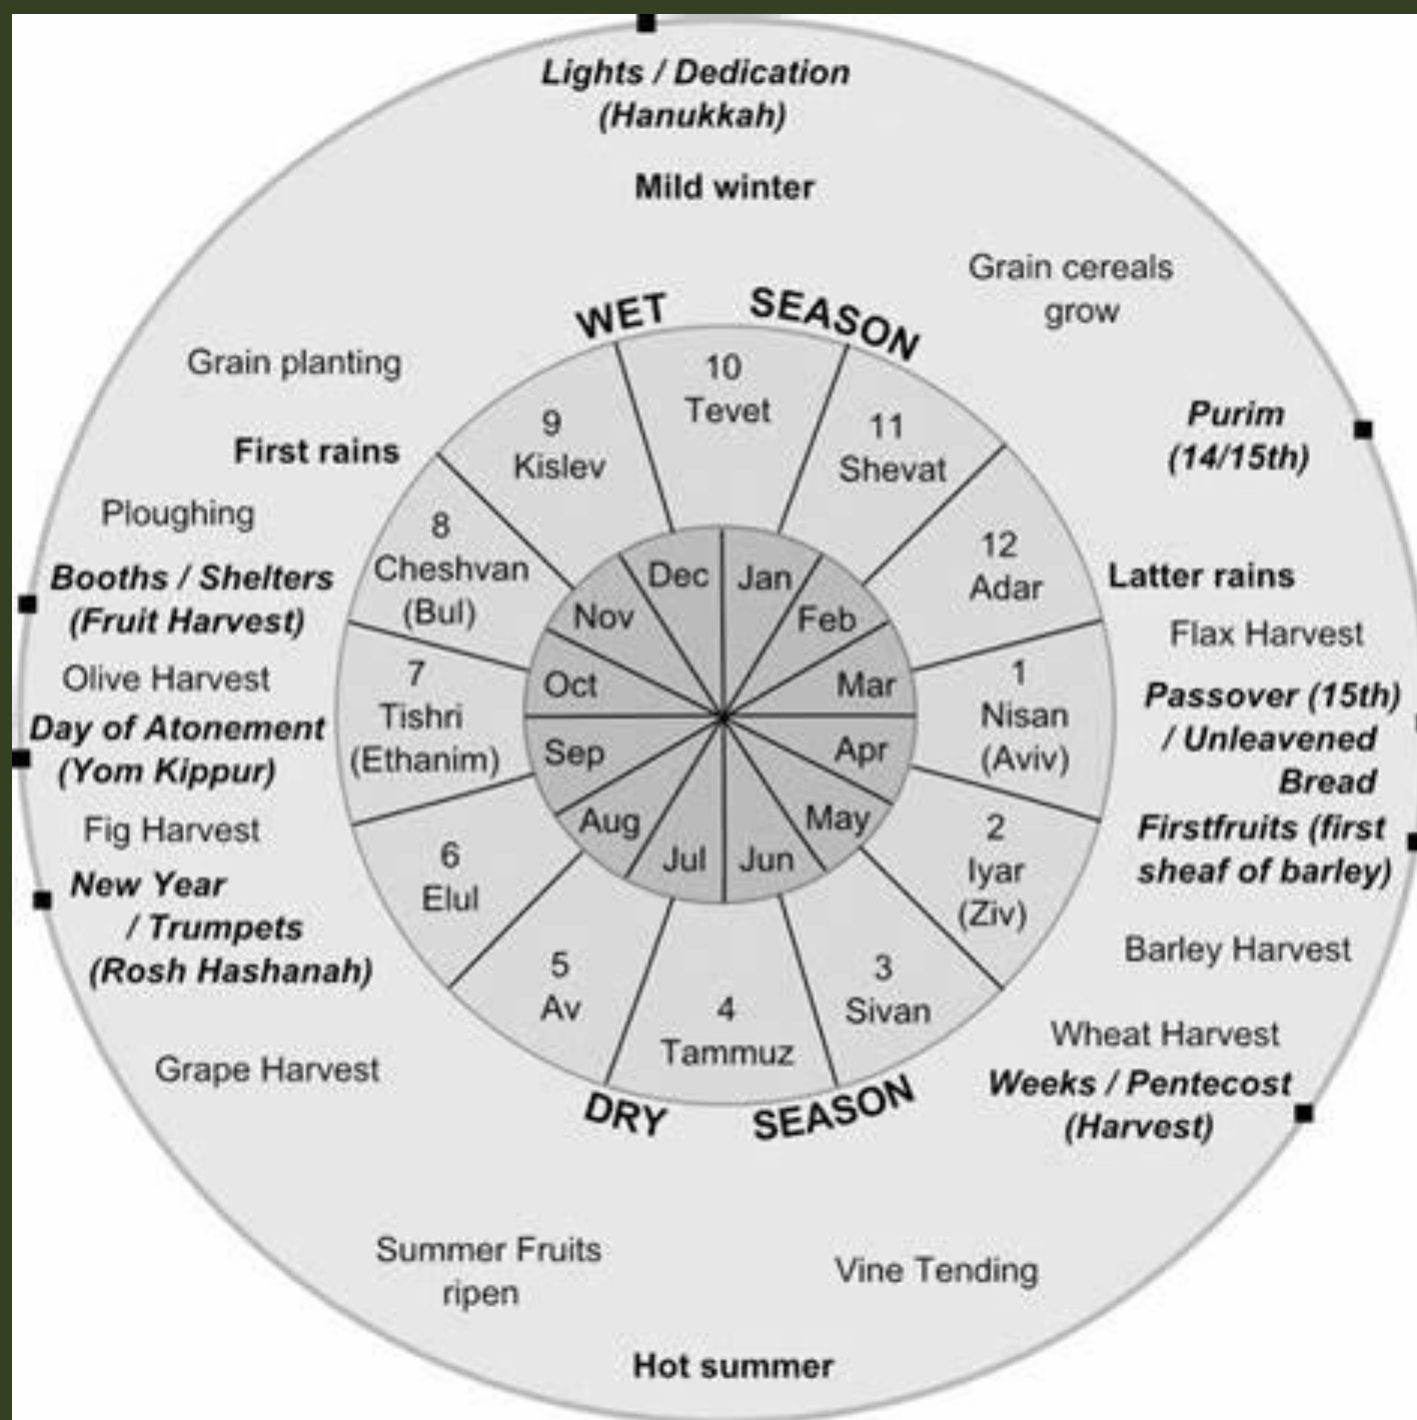 Lights / Dedication
(Hanukkah)
Mild winter
Grain cereals
grow
WET SEASON
Grain planting
10
Tevet
9
Kislev
11
Shevat
Purim
(14/15th)
First rains
Ploughing
8
Cheshvan
(Bul)
12
Adar
Latter rains
Dec
Jan
Nov
Feb
Booths / Shelters
(Fruit Harvest)
Flax Harvest
Olive Harvest
7
Tishri
(Ethanim)
Oct
Mar
1
Nisan
(Aviv)
Passover (15th)
/ Unleavened
Bread
Day of Atonement
(Yom Kippur)
Sep
Apr
Fig Harvest
Aug
May
Jul
Jun
6
Elul
2
Iyar
(Ziv)
Firstfruits (first
sheaf of barley)
New Year
/ Trumpets
(Rosh Hashanah)
Barley Harvest
5
Av
4
Tammuz
3
Sivan
Wheat Harvest
Grape Harvest
Weeks / Pentecost
(Harvest)
DRY SEASON
Summer Fruits
ripen
Vine Tending
Hot summer